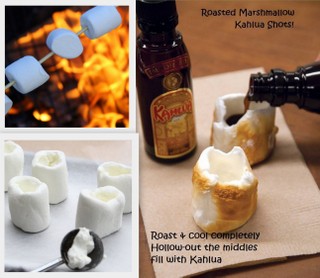 Roasted Marshmallow
Kahlua Shots!
KAHLÚA
Roast & cool completely
Hollow-out the middles
fill with Kahlua